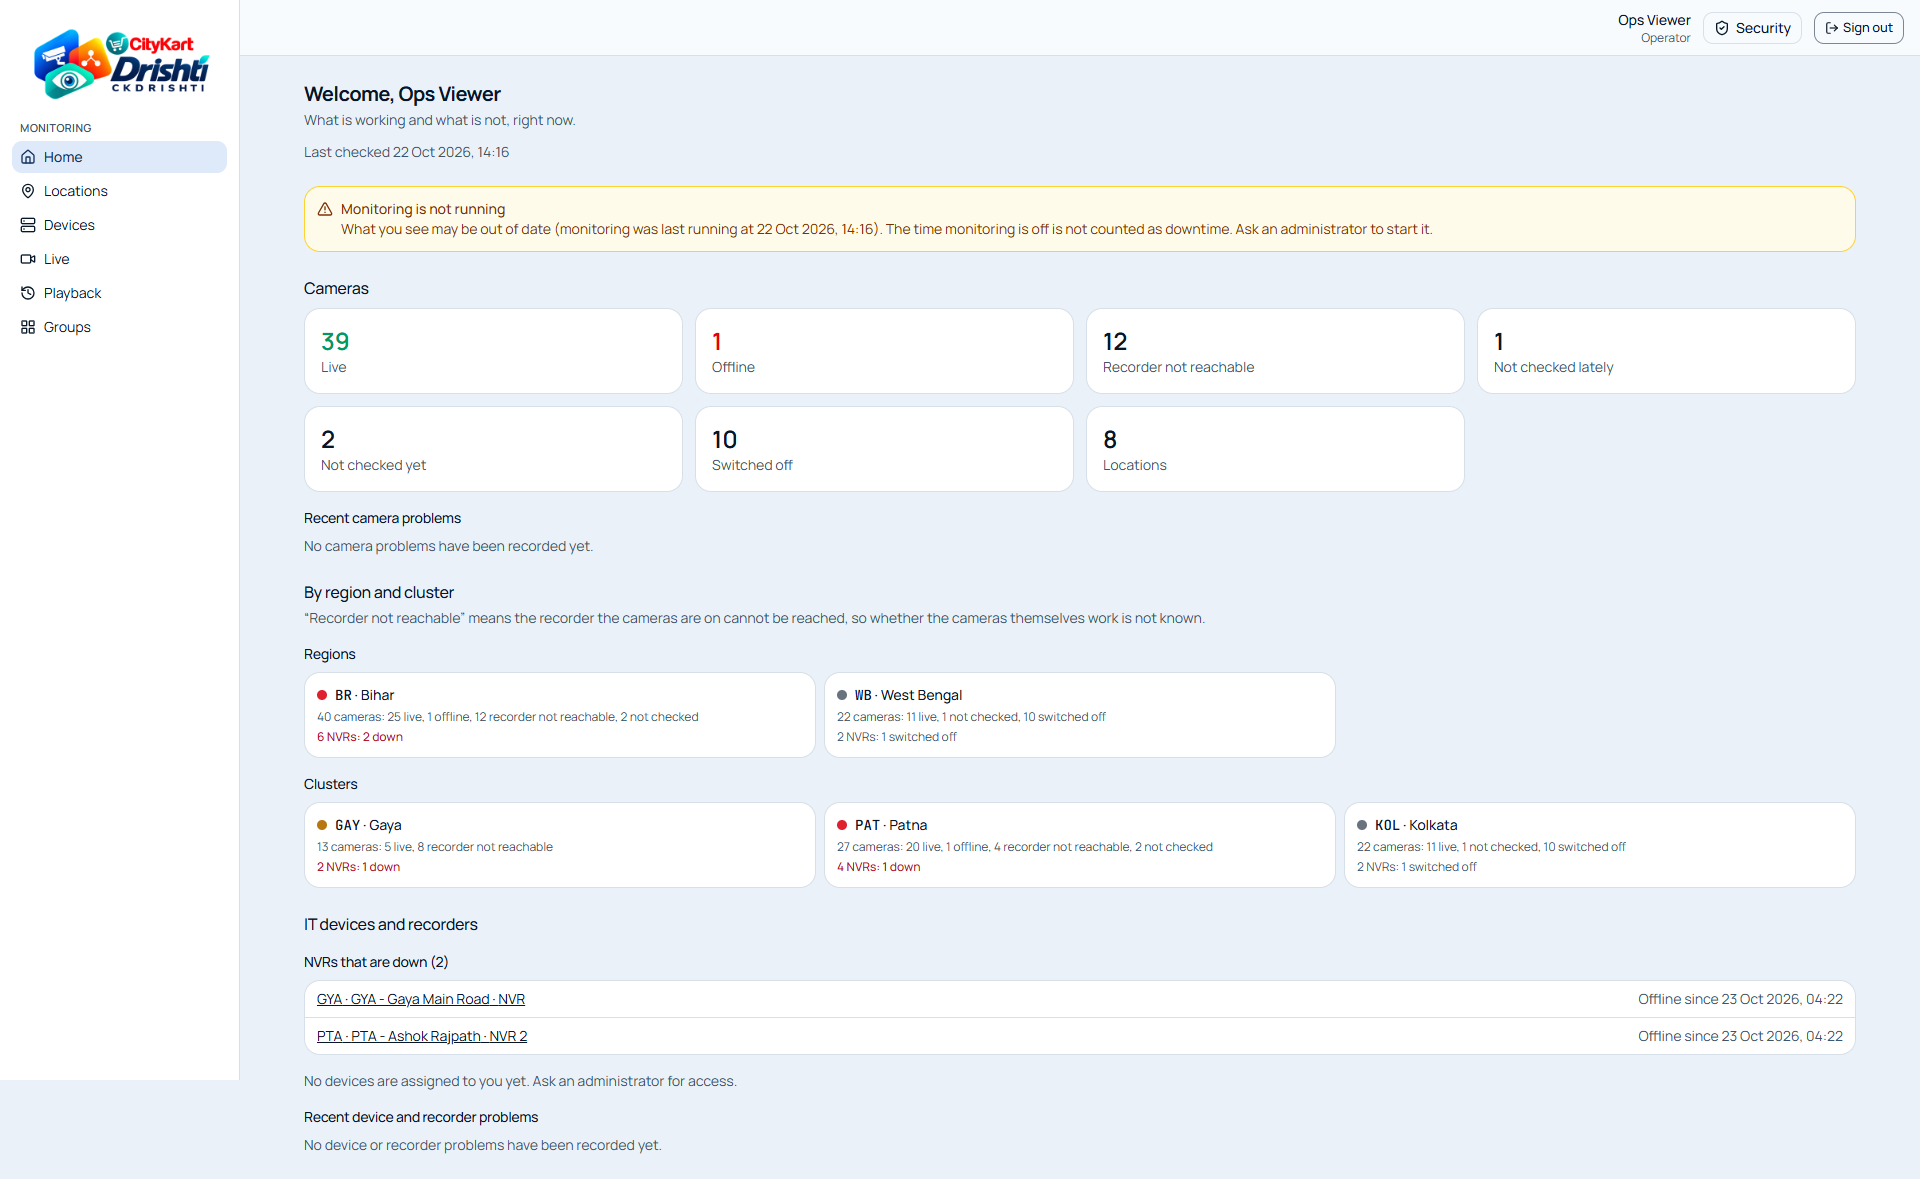 CityKart
Drishti
CKDRISHTI
MONITORING
Home
Locations
Devices
Live
Playback
Groups
Ops Viewer
Operator
Security
Sign out
Welcome, Ops Viewer
What is working and what is not, right now.
Last checked 22 Oct 2026, 14:16
Monitoring is not running
What you see may be out of date (monitoring was last running at 22 Oct 2026, 14:16). The time monitoring is off is not counted as downtime. Ask an administrator to start it.
Cameras
39
Live
1
Offline
12
Recorder not reachable
1
Not checked lately
2
Not checked yet
10
Switched off
8
Locations
Recent camera problems
No camera problems have been recorded yet.
By region and cluster
“Recorder not reachable” means the recorder the cameras are on cannot be reached, so whether the cameras themselves work is not known.
Regions
BR · Bihar
40 cameras: 25 live, 1 offline, 12 recorder not reachable, 2 not checked
6 NVRs: 2 down
WB · West Bengal
22 cameras: 11 live, 1 not checked, 10 switched off
2 NVRs: 1 switched off
Clusters
GAY · Gaya
13 cameras: 5 live, 8 recorder not reachable
2 NVRs: 1 down
PAT · Patna
27 cameras: 20 live, 1 offline, 4 recorder not reachable, 2 not checked
4 NVRs: 1 down
KOL · Kolkata
22 cameras: 11 live, 1 not checked, 10 switched off
2 NVRs: 1 switched off
IT devices and recorders
NVRs that are down (2)
GYA · GYA - Gaya Main Road · NVR
Offline since 23 Oct 2026, 04:22
PTA · PTA - Ashok Rajpath · NVR 2
Offline since 23 Oct 2026, 04:22
No devices are assigned to you yet. Ask an administrator for access.
Recent device and recorder problems
No device or recorder problems have been recorded yet.